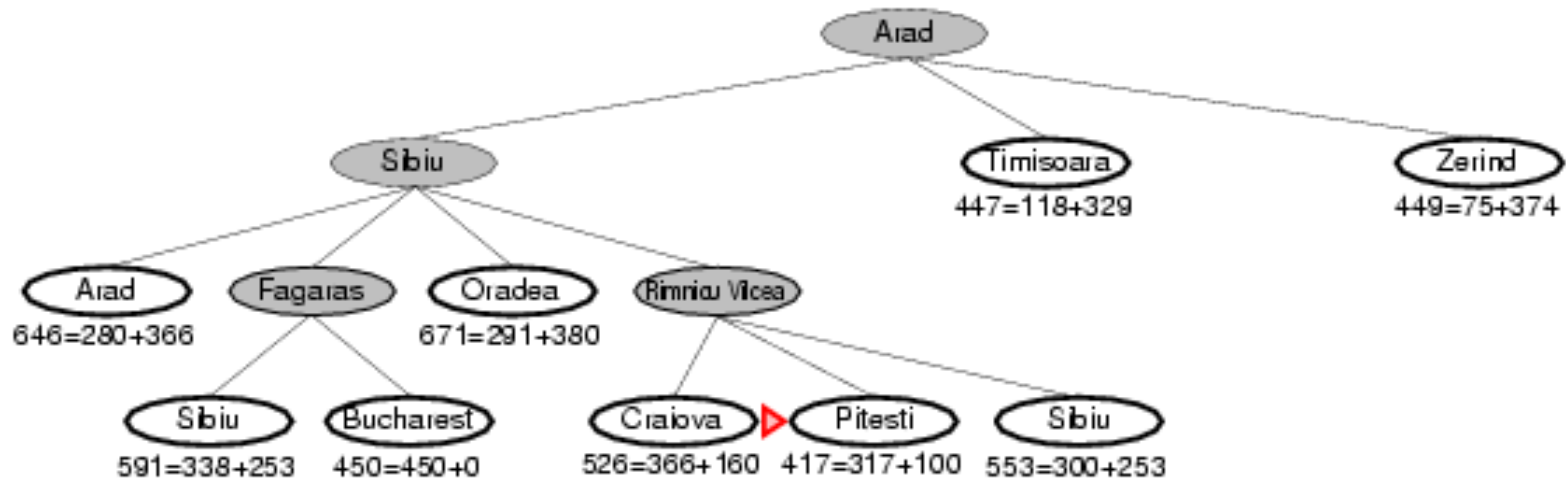 Arad
Sibiu Timisoara Zerind
447=118+329 449=75+374
Arad Fagaras Oradea Rimnicu Vilcea
646=280+366 671=291+380
Sibiu Bucharest Craiova Pitesti Sibiu
591=338+253 450=450+0 526=366+160 417=317+100 553=300+253